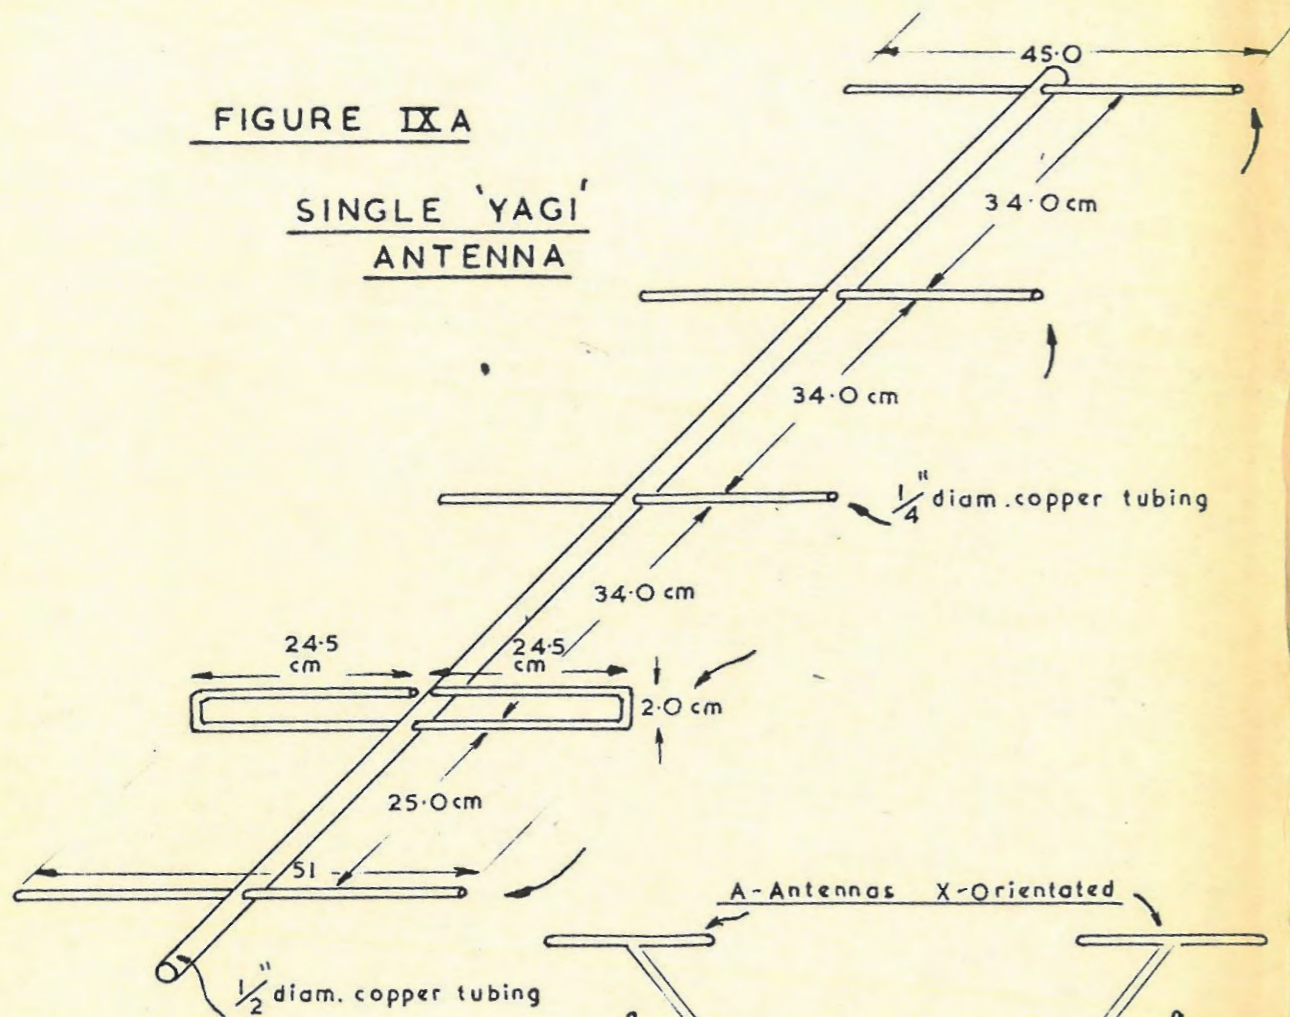 FIGURE IX A
SINGLE 'YAGI'
ANTENNA
45·0
34·0 cm
34·0 cm
1/4" diam. copper tubing
34·0 cm
24·5
cm
24·5
cm
2·0 cm
25·0 cm
51
A-Antennas X-Orientated
1/2" diam. copper tubing